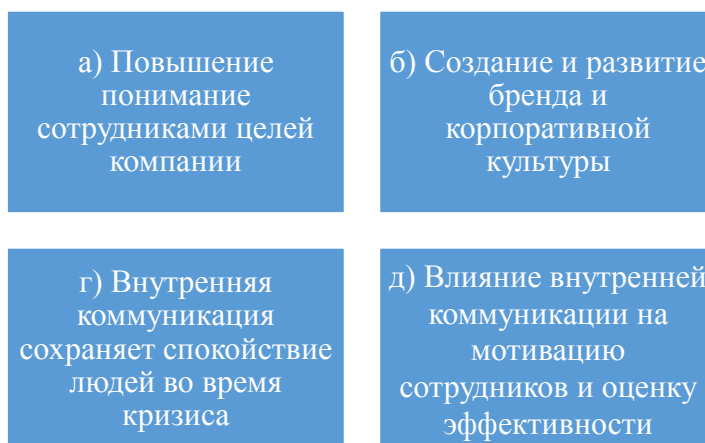 а) Повышение
понимание
сотрудниками целей
компании
б) Создание и развитие
бренда и
корпоративной
культуры
г) Внутренняя
коммуникация
сохраняет спокойствие
людей во время
кризиса
д) Влияние внутренней
коммуникации на
мотивацию
сотрудников и оценку
эффективности